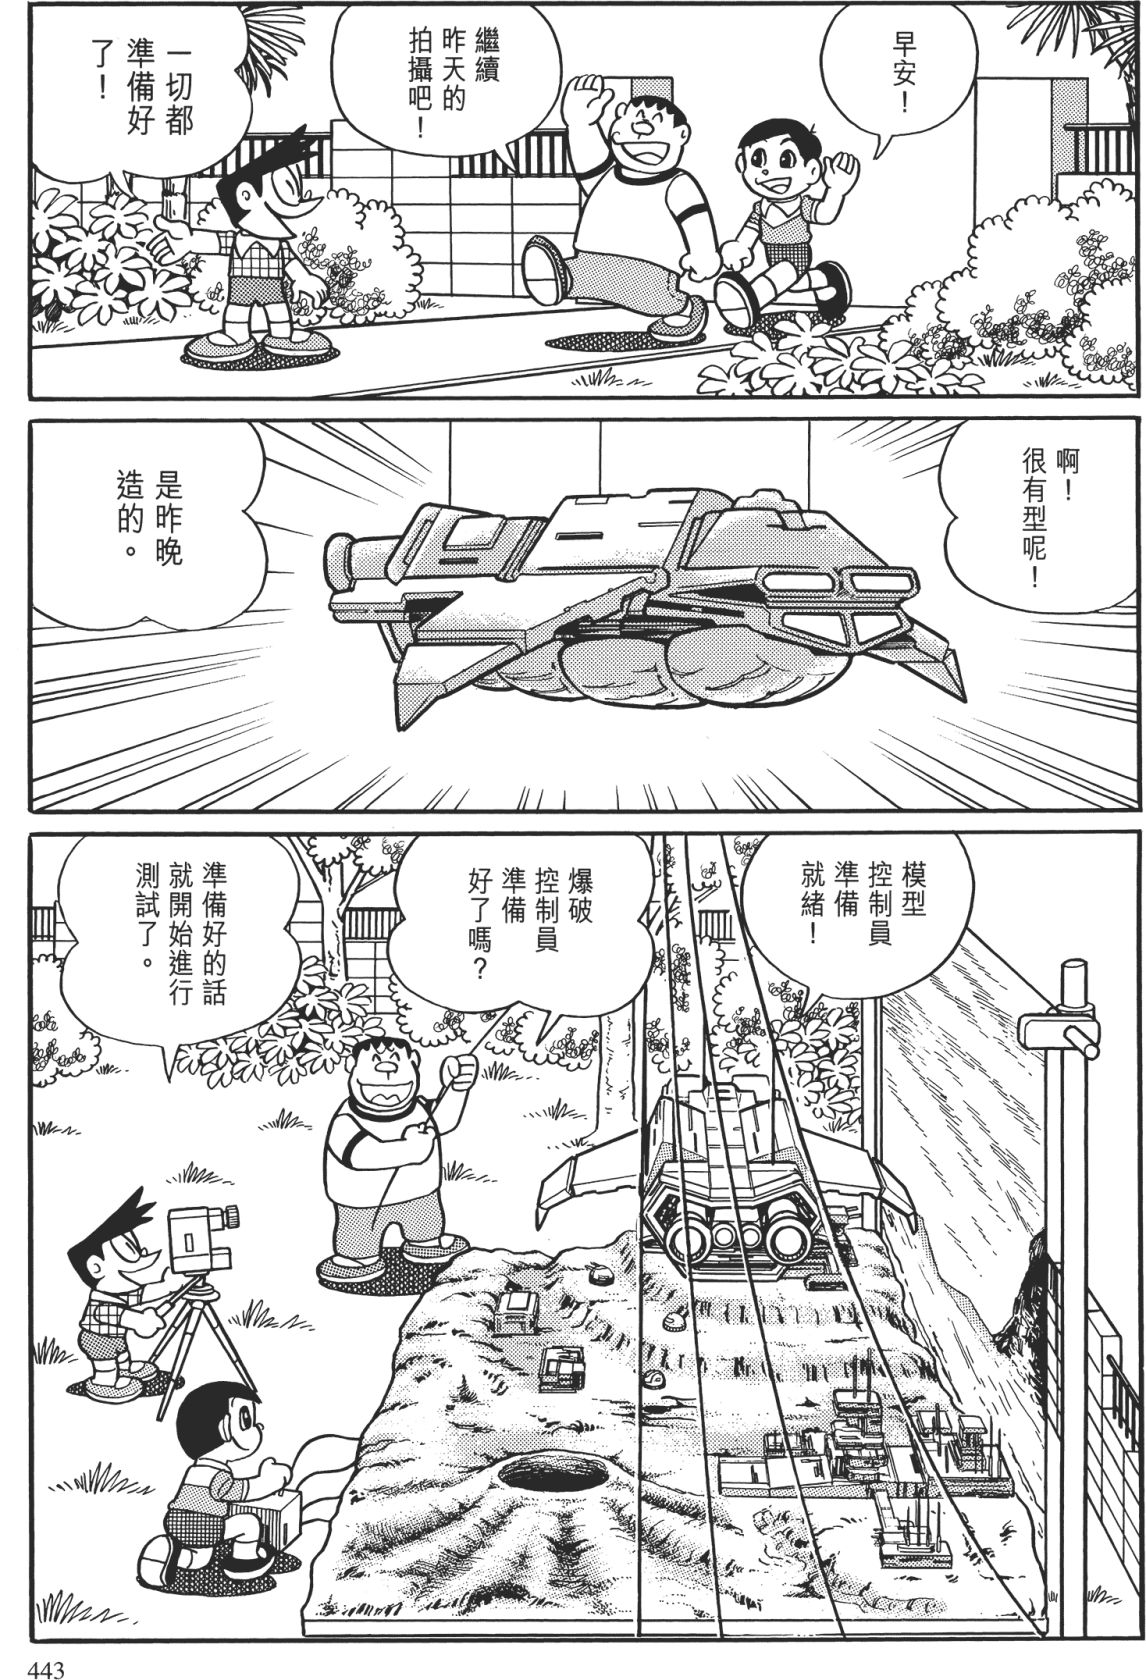 早安！
繼續
昨天的
拍攝吧！
一切都
準備好
了！
啊！
很有型呢！
是昨晚
造的。
模型
控制員
準備
就緒！
爆破
控制員
準備
好了嗎？
準備好的話
就開始進行
測試了。
443